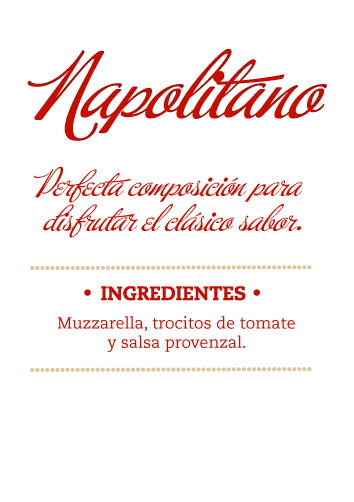 Napolitano
Perfecta composición para
disfrutar el clásico sabor.
• INGREDIENTES •
Muzzarella, trocitos de tomate
y salsa provenzal.